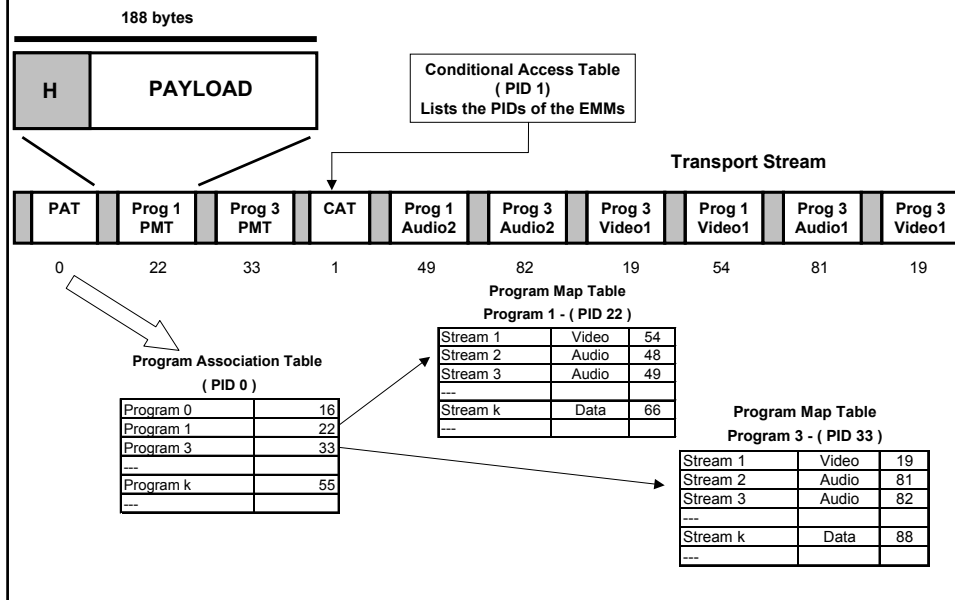 188 bytes
H PAYLOAD
Conditional Access Table
( PID 1)
Lists the PIDs of the EMMs
Transport Stream
PAT Prog 1 PMT Prog 3 PMT CAT Prog 1 Audio2 Prog 3 Audio2 Prog 3 Video1 Prog 1 Video1 Prog 3 Audio1 Prog 3 Video1
0 22 33 1 49 82 19 54 81 19
Program Map Table
Program 1 - ( PID 22 )
Stream 1 Video 54
Stream 2 Audio 48
Stream 3 Audio 49
---
Stream k Data 66
---
Program Association Table
( PID 0 )
Program 0 16
Program 1 22
Program 3 33
---
Program k 55
---
Program Map Table
Program 3 - ( PID 33 )
Stream 1 Video 19
Stream 2 Audio 81
Stream 3 Audio 82
---
Stream k Data 88
---